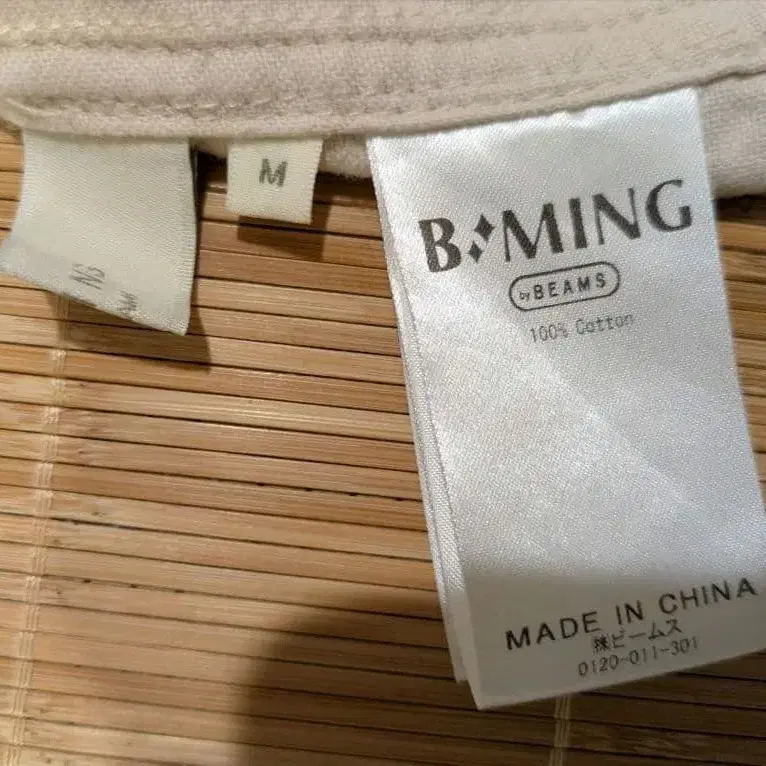 M
B:MING
by BEAMS
100% Cotton
MADE IN CHINA
㈱ビームス
0120-011-301